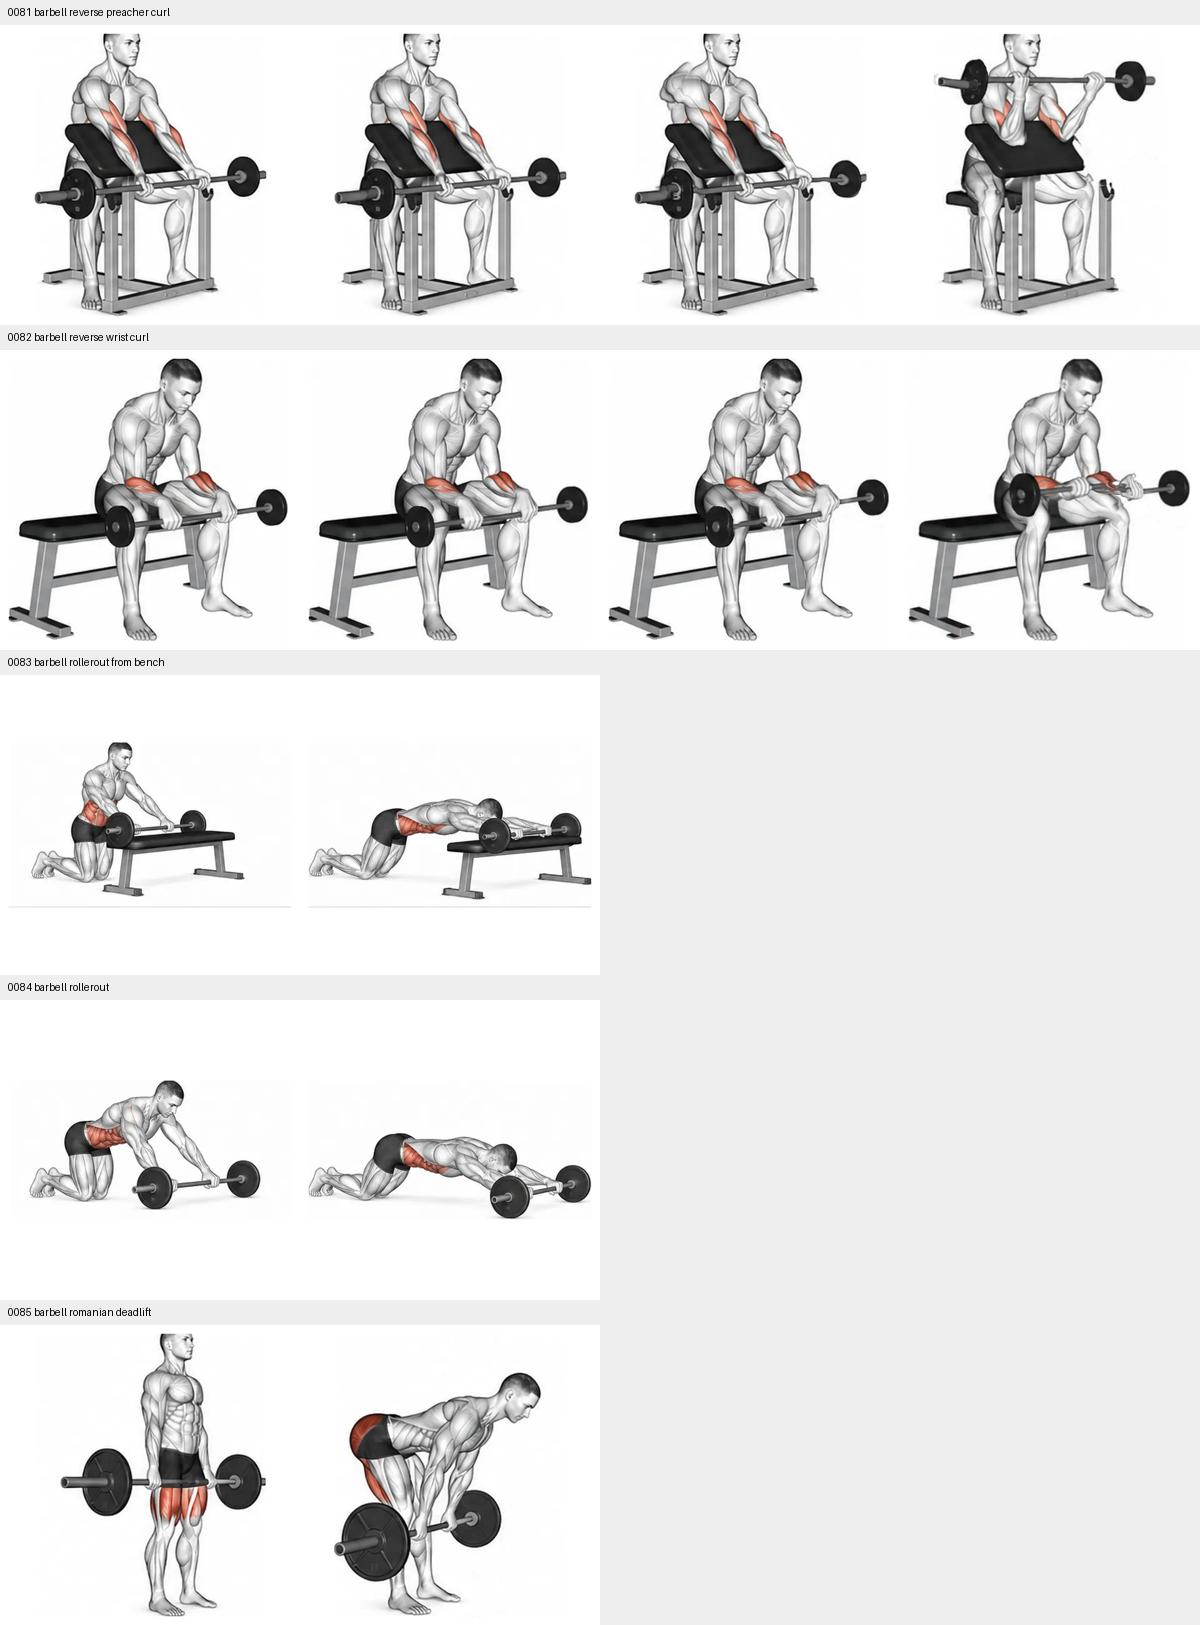 0081 barbell reverse preacher curl
0082 barbell reverse wrist curl
0083 barbell rollerout from bench
0084 barbell rollerout
0085 barbell romanian deadlift